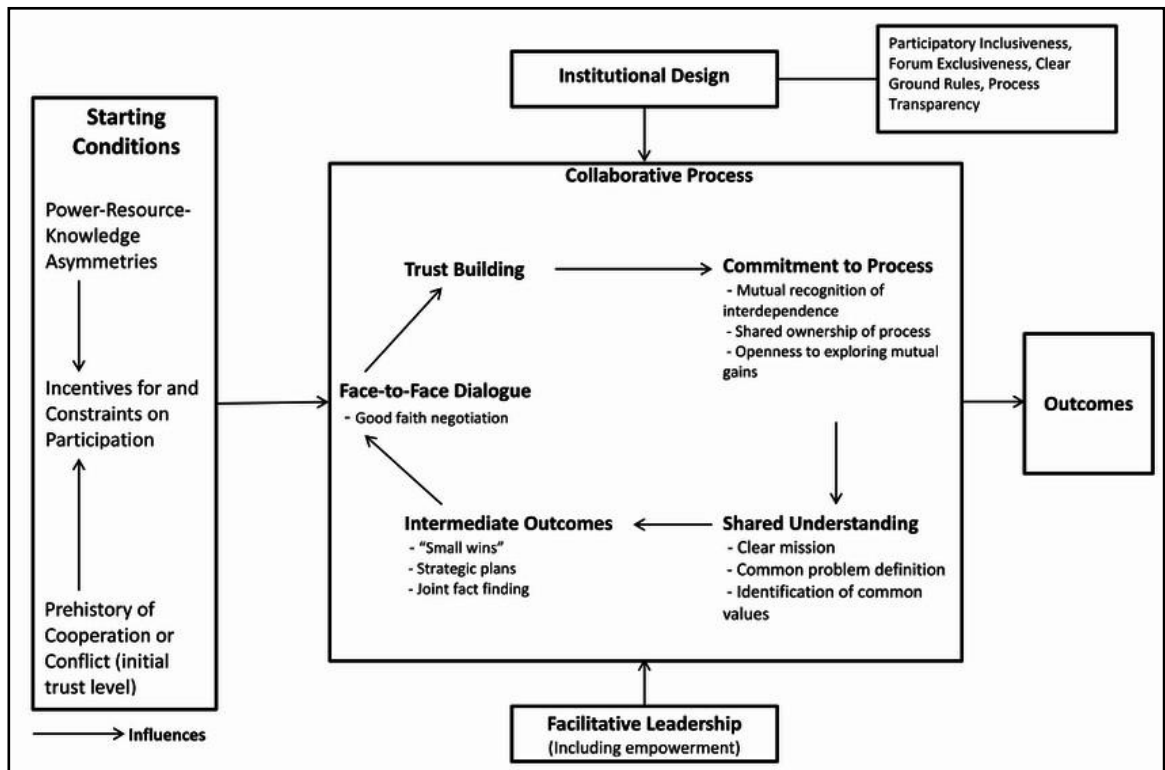 Participatory Inclusiveness,
Forum Exclusiveness, Clear
Ground Rules, Process
Transparency
Institutional Design
Starting
Conditions
Power-Resource-
Knowledge
Asymmetries
Incentives for and
Constraints on
Participation
Prehistory of
Cooperation or
Conflict (initial
trust level)
Influences
Collaborative Process
Trust Building
Commitment to Process
- Mutual recognition of
interdependence
- Shared ownership of process
- Openness to exploring mutual
gains
Face-to-Face Dialogue
- Good faith negotiation
Intermediate Outcomes
- "Small wins"
- Strategic plans
- Joint fact finding
Shared Understanding
- Clear mission
- Common problem definition
- Identification of common
values
Outcomes
Facilitative Leadership
(Including empowerment)